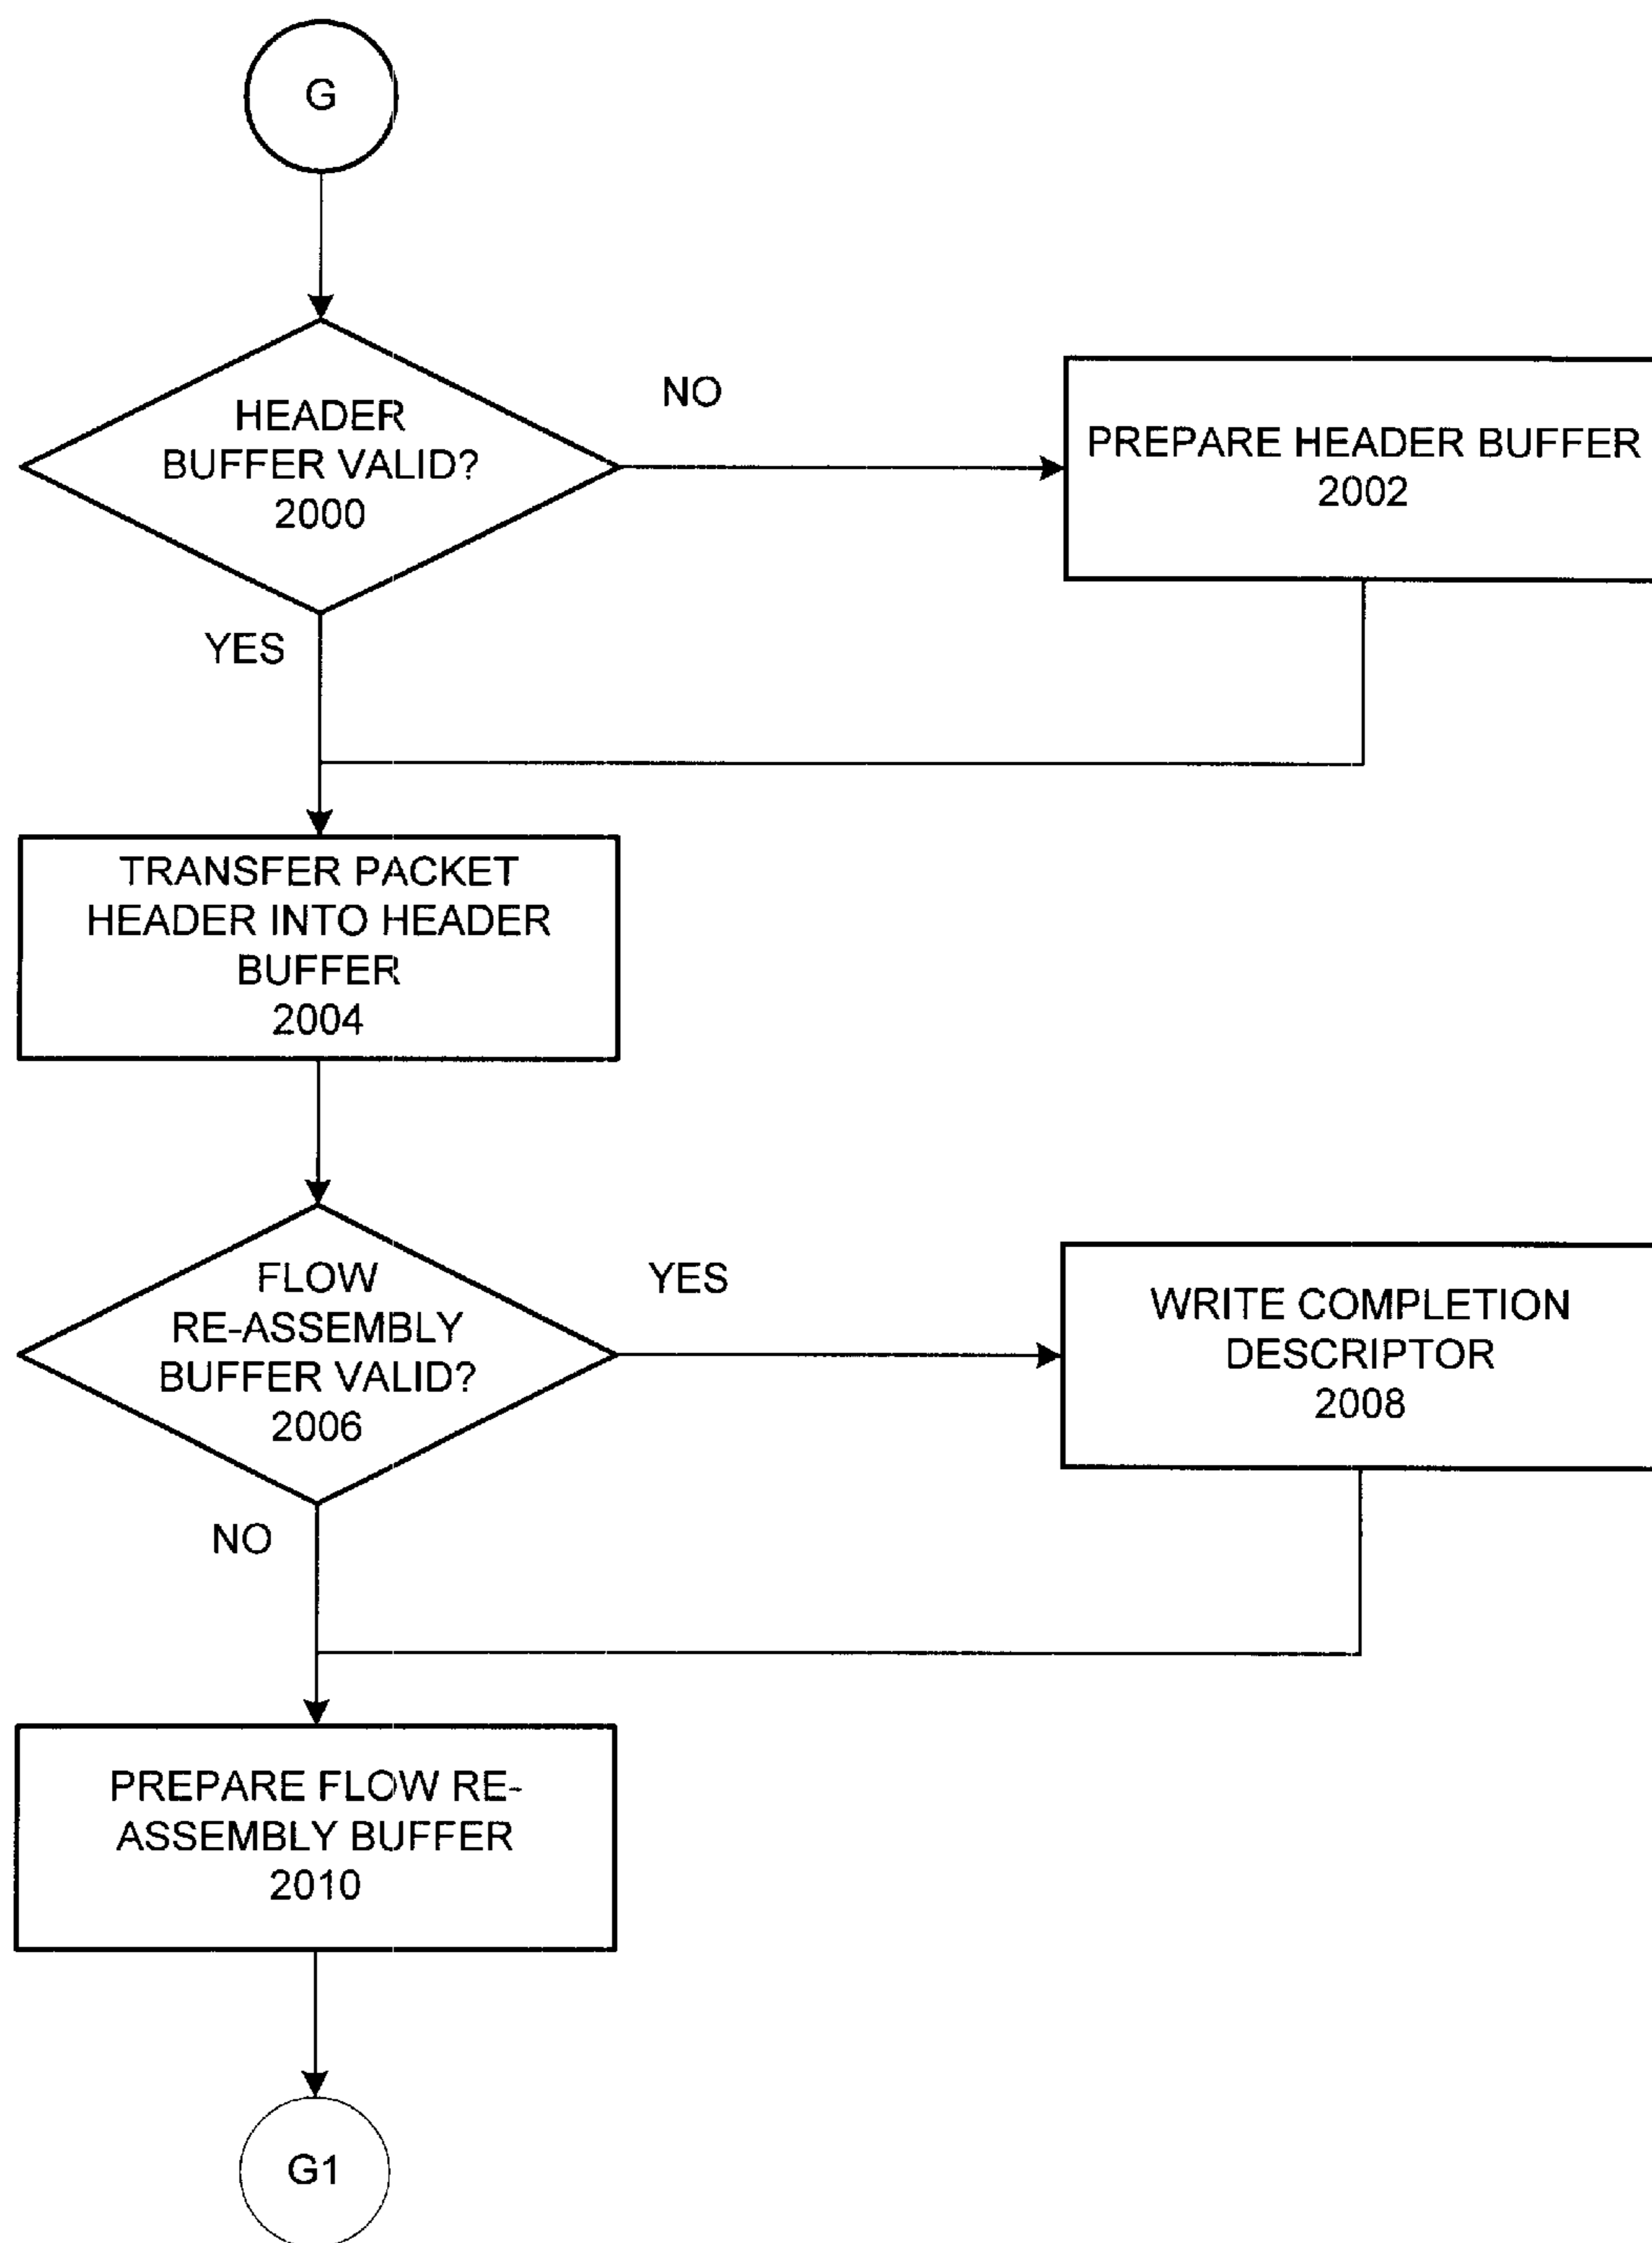 G
HEADER
BUFFER VALID?
2000
NO
PREPARE HEADER BUFFER
2002
YES
TRANSFER PACKET
HEADER INTO HEADER
BUFFER
2004
FLOW
RE-ASSEMBLY
BUFFER VALID?
2006
YES
WRITE COMPLETION
DESCRIPTOR
2008
NO
PREPARE FLOW RE-
ASSEMBLY BUFFER
2010
G1